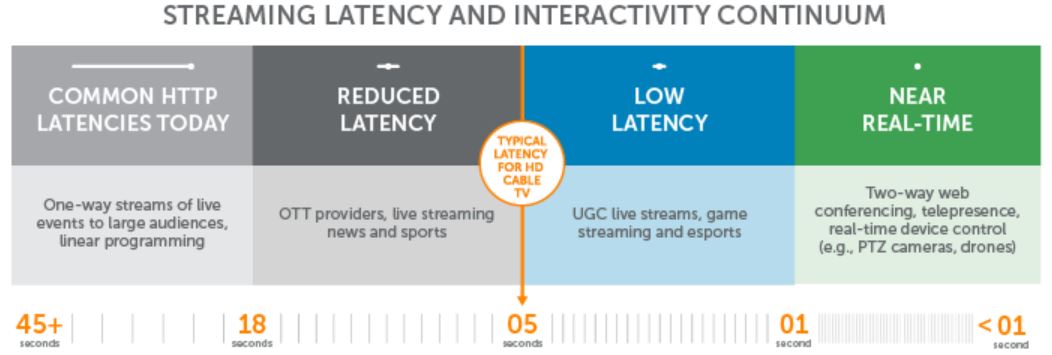 STREAMING LATENCY AND INTERACTIVITY CONTINUUM
COMMON HTTP
LATENCIES TODAY
REDUCED
LATENCY
TYPICAL
LATENCY
FOR HD
CABLE
TV
LOW
LATENCY
NEAR
REAL-TIME
One-way streams of live
events to large audiences,
linear programming
OTT providers, live streaming
news and sports
UGC live streams, game
streaming and esports
Two-way web
conferencing, telepresence,
real-time device control
(e.g., PTZ cameras, drones)
45+
seconds
18
seconds
05
seconds
01
second
< 01
second